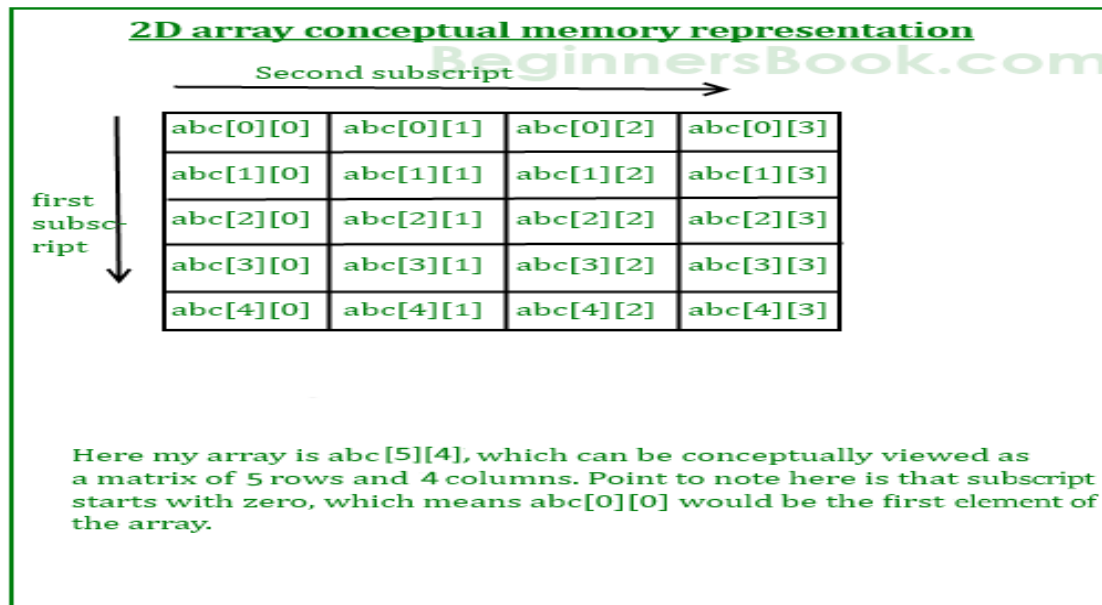 2D array conceptual memory representation
BeginnersBook.com
Second subscript
abc[0][0] abc[0][1] abc[0][2] abc[0][3]
abc[1][0] abc[1][1] abc[1][2] abc[1][3]
first
subsc-
ript
abc[2][0] abc[2][1] abc[2][2] abc[2][3]
abc[3][0] abc[3][1] abc[3][2] abc[3][3]
abc[4][0] abc[4][1] abc[4][2] abc[4][3]
Here my array is abc[5][4], which can be conceptually viewed as
a matrix of 5 rows and 4 columns. Point to note here is that subscript
starts with zero, which means abc[0][0] would be the first element of
the array.